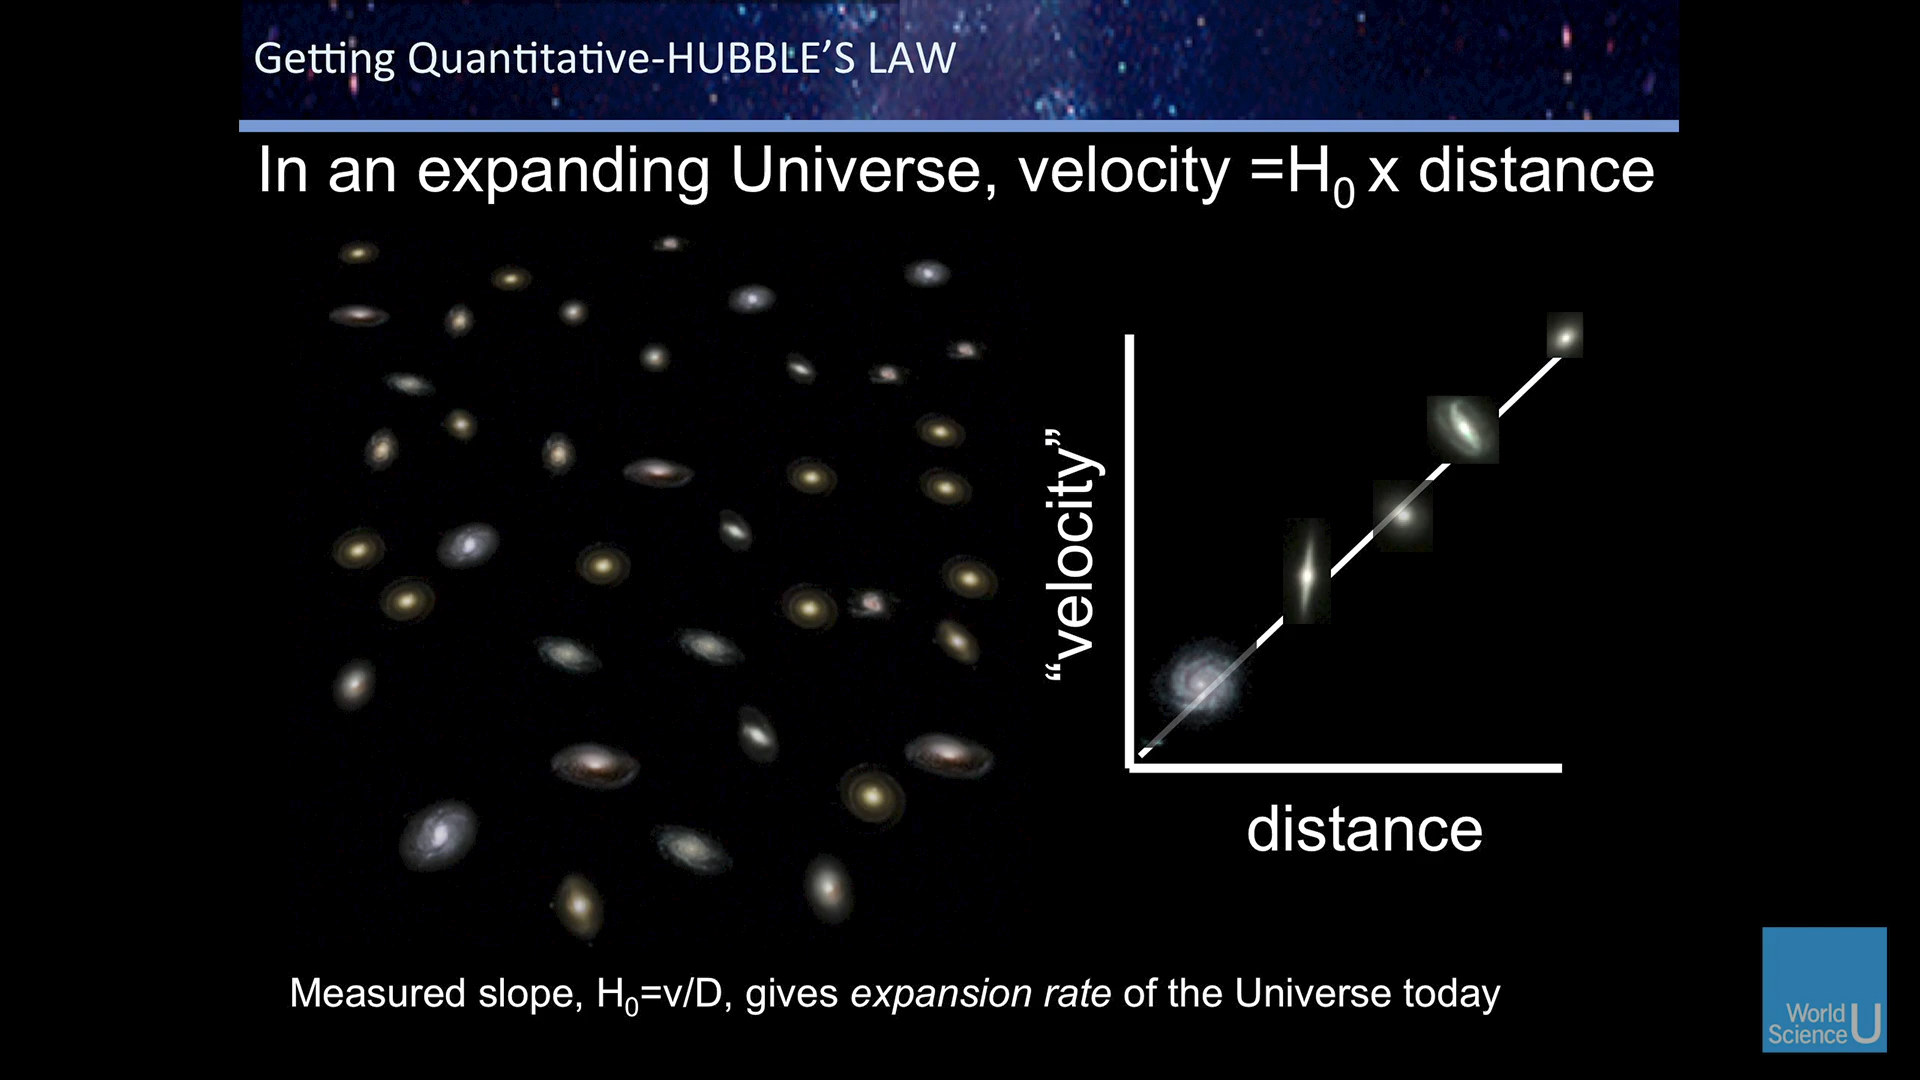 Getting Quantitative-HUBBLE’S LAW
In an expanding Universe, velocity =H₀ x distance
“velocity”
distance
Measured slope, H₀=v/D, gives expansion rate of the Universe today
World
Science U